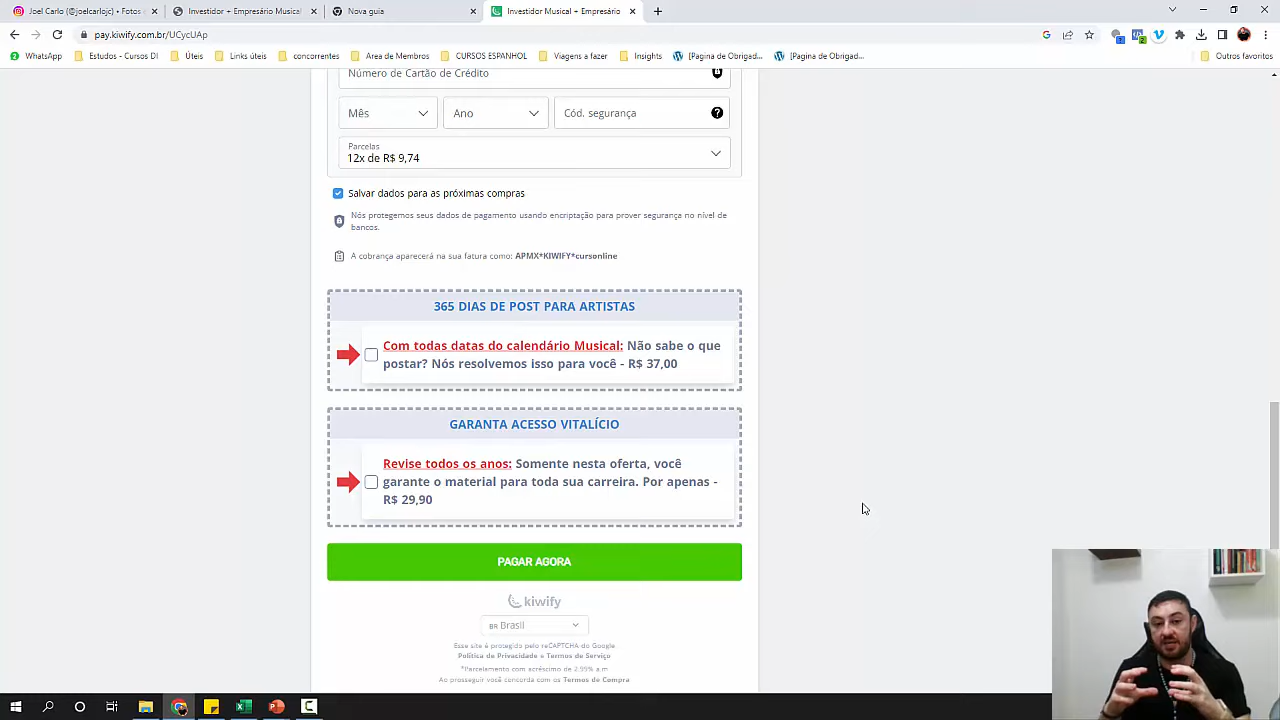 Joel Carlo (@joelcarlojc) • Fotos e
Investidor + Empresário Musical
Nova guia
Investidor Musical + Empresário
pay.kiwify.com.br/UCycUAp
WhatsApp
Estudos - Cursos DI
Úteis
Links úteis
concorrentes
Area de Membros
CURSOS ESPANHOL
Viagens a fazer
Insights
[Pagina de Obrigad...
[Pagina de Obrigad...
Outros favoritos
Número de Cartão de Crédito
Mês
Ano
Cód. segurança
Parcelas
12x de R$ 9,74
Salvar dados para as próximas compras
Nós protegemos seus dados de pagamento usando encriptação para prover segurança no nível de
bancos.
A cobrança aparecerá na sua fatura como: APMX*KIWIFY*cursonline
365 DIAS DE POST PARA ARTISTAS
Com todas datas do calendário Musical: Não sabe o que
postar? Nós resolvemos isso para você - R$ 37,00
GARANTA ACESSO VITALÍCIO
Revise todos os anos: Somente nesta oferta, você
garante o material para toda sua carreira. Por apenas -
R$ 29,90
PAGAR AGORA
kiwify
BR Brasil
Esse site é protegido pelo reCAPTCHA do Google
Política de Privacidade e Termos de Serviço
*Parcelamento com acréscimo de 2,99% a.m
Ao prosseguir você concorda com os Termos de Compra